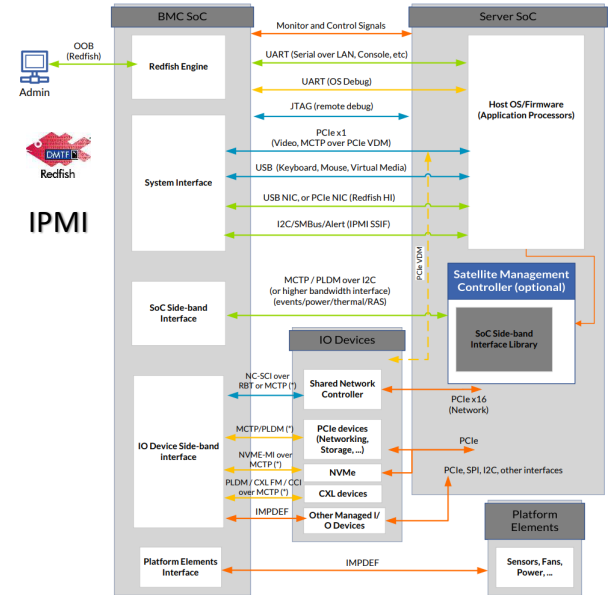 BMC SoC
Server SoC
OOB
(Redfish)
Admin
DMTF
Redfish
IPMI
Redfish Engine
System Interface
SoC Side-band
Interface
IO Device Side-band
interface
Platform Elements
Interface
Monitor and Control Signals
UART (Serial over LAN, Console, etc)
UART (OS Debug)
JTAG (remote debug)
PCIe x1
(Video, MCTP over PCIe VDM)
USB (Keyboard, Mouse, Virtual Media)
USB NIC, or PCIe NIC (Redfish HI)
I2C/SMBus/Alert (IPMI SSIF)
PCIe VDM
MCTP / PLDM over I2C
(or higher bandwidth interface)
(events/power/thermal/RAS)
Host OS/Firmware
(Application Processors)
Satellite Management
Controller (optional)
SoC Side-band
Interface Library
IO Devices
NC-SCI over
RBT or MCTP (*)
Shared Network
Controller
PCIe x16
(Network)
MCTP/PLDM (*)
PCIe devices
(Networking,
Storage, ...)
PCIe
NVME-MI over
MCTP (*)
NVMe
PCIe, SPI, I2C, other interfaces
PLDM / CXL FM / CCI
over MCTP (*)
CXL devices
IMPDEF
Other Managed I/
O Devices
Platform
Elements
IMPDEF
Sensors, Fans,
Power, ...